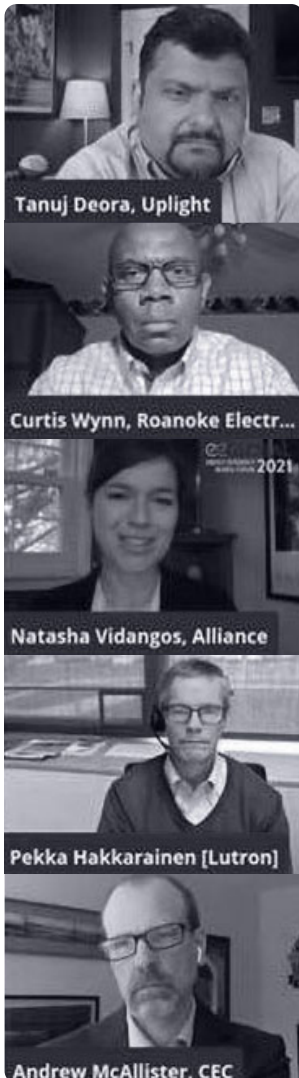 Tanuj Deora, Uplight
Curtis Wynn, Roanoke Electr...
2021
Natasha Vidangos, Alliance
Pekka Hakkarainen [Lutron]
Andrew McAllister, CEC